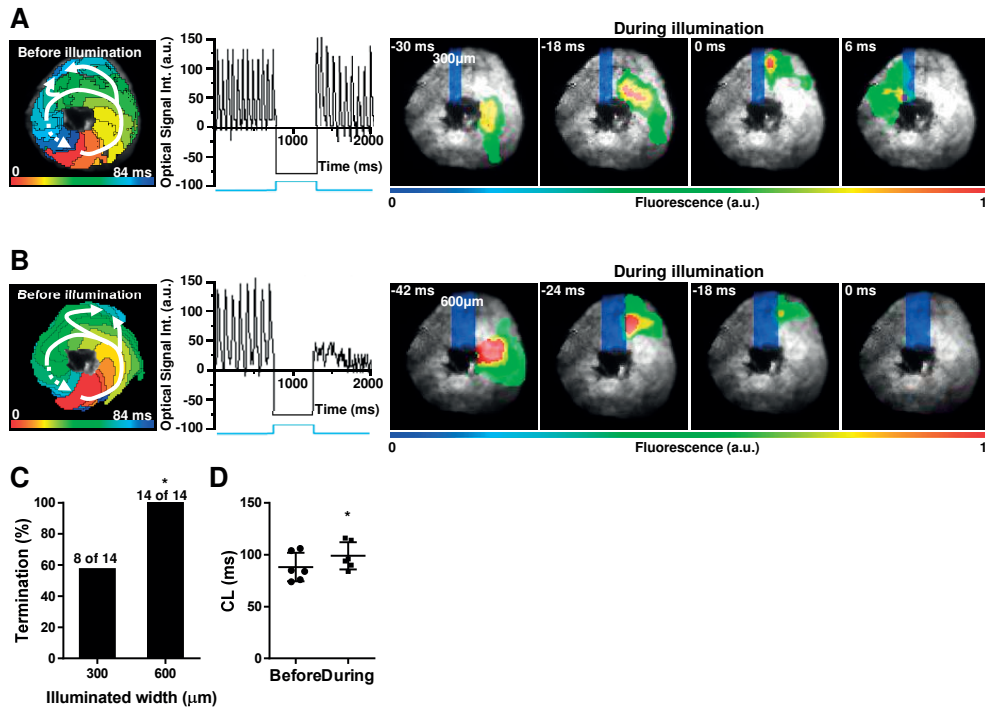 A
Before illumination
0
84 ms
Optical Signal Int. (a.u.)
150
100
50
0
-50
-100
1000
2000
Time (ms)
During illumination
-30 ms
300μm
-18 ms
0 ms
6 ms
0
Fluorescence (a.u.)
1
B
Before illumination
0
84 ms
Optical Signal Int. (a.u.)
150
100
50
0
-50
-100
1000
2000
Time (ms)
During illumination
-42 ms
600μm
-24 ms
-18 ms
0 ms
0
Fluorescence (a.u.)
1
C
Termination (%)
100
80
60
40
20
0
8 of 14
*
14 of 14
300
600
Illuminated width (μm)
D
CL (ms)
150
100
50
0
*
Before
During